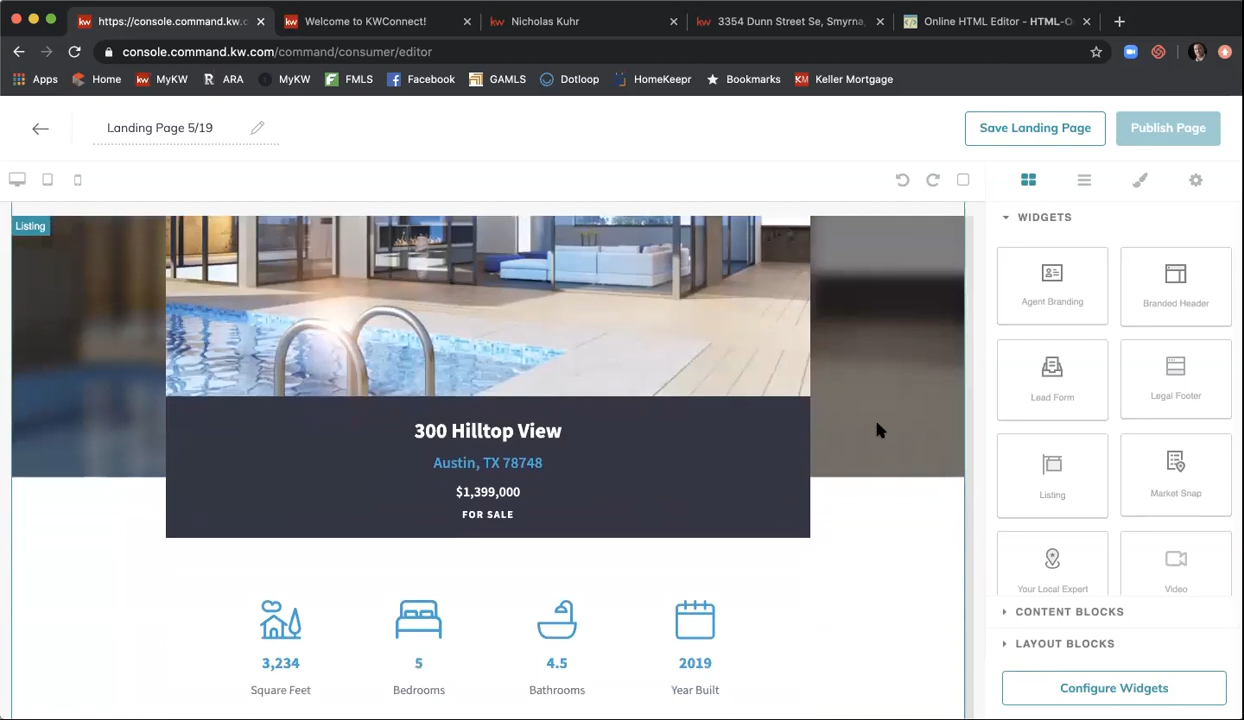 https://console.command.kw.c
Welcome to KWConnect!
Nicholas Kuhr
3354 Dunn Street Se, Smyrna,
Online HTML Editor - HTML-O
console.command.kw.com/command/consumer/editor
Apps
Home
MyKW
ARA
MyKW
FMLS
Facebook
GAMLS
Dotloop
HomeKeepr
Bookmarks
Keller Mortgage
Landing Page 5/19
Save Landing Page
Publish Page
Listing
WIDGETS
Agent Branding
Branded Header
Lead Form
Legal Footer
Listing
Market Snap
Your Local Expert
Video
CONTENT BLOCKS
LAYOUT BLOCKS
Configure Widgets
300 Hilltop View
Austin, TX 78748
$1,399,000
FOR SALE
3,234
Square Feet
5
Bedrooms
4.5
Bathrooms
2019
Year Built